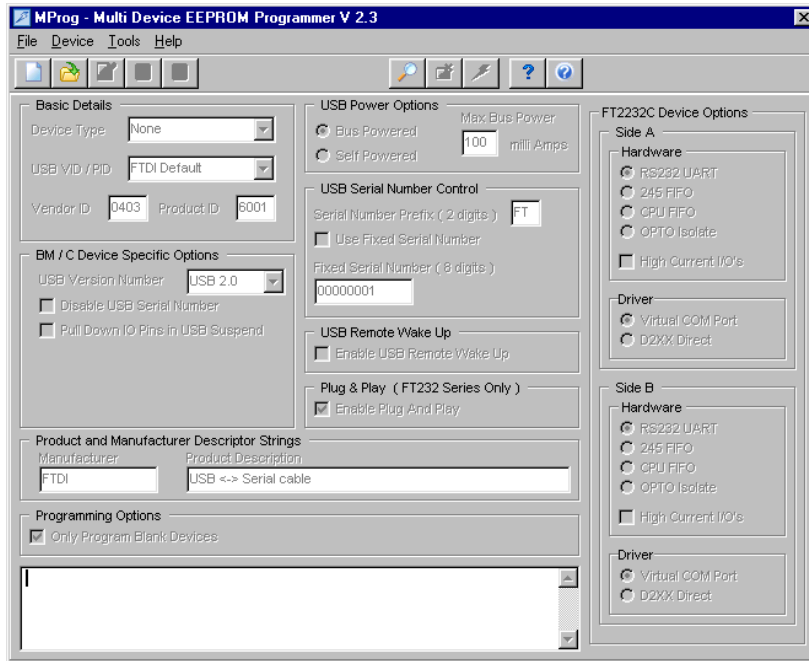 MProg - Multi Device EEPROM Programmer V 2.3
File Device Tools Help
Basic Details
Device Type None
USB VID / PID FTDI Default
Vendor ID 0403 Product ID 6001
BM / C Device Specific Options
USB Version Number USB 2.0
Disable USB Serial Number
Pull Down IO Pins in USB Suspend
USB Power Options
Max Bus Power
Bus Powered
100 milli Amps
Self Powered
USB Serial Number Control
Serial Number Prefix ( 2 digits ) FT
Use Fixed Serial Number
Fixed Serial Number ( 8 digits )
00000001
USB Remote Wake Up
Enable USB Remote Wake Up
Plug & Play ( FT232 Series Only )
Enable Plug And Play
Product and Manufacturer Descriptor Strings
Manufacturer Product Description
FTDI USB <-> Serial cable
Programming Options
Only Program Blank Devices
FT2232C Device Options
Side A
Hardware
RS232 UART
245 FIFO
CPU FIFO
OPTO Isolate
High Current I/O's
Driver
Virtual COM Port
D2XX Direct
Side B
Hardware
RS232 UART
245 FIFO
CPU FIFO
OPTO Isolate
High Current I/O's
Driver
Virtual COM Port
D2XX Direct